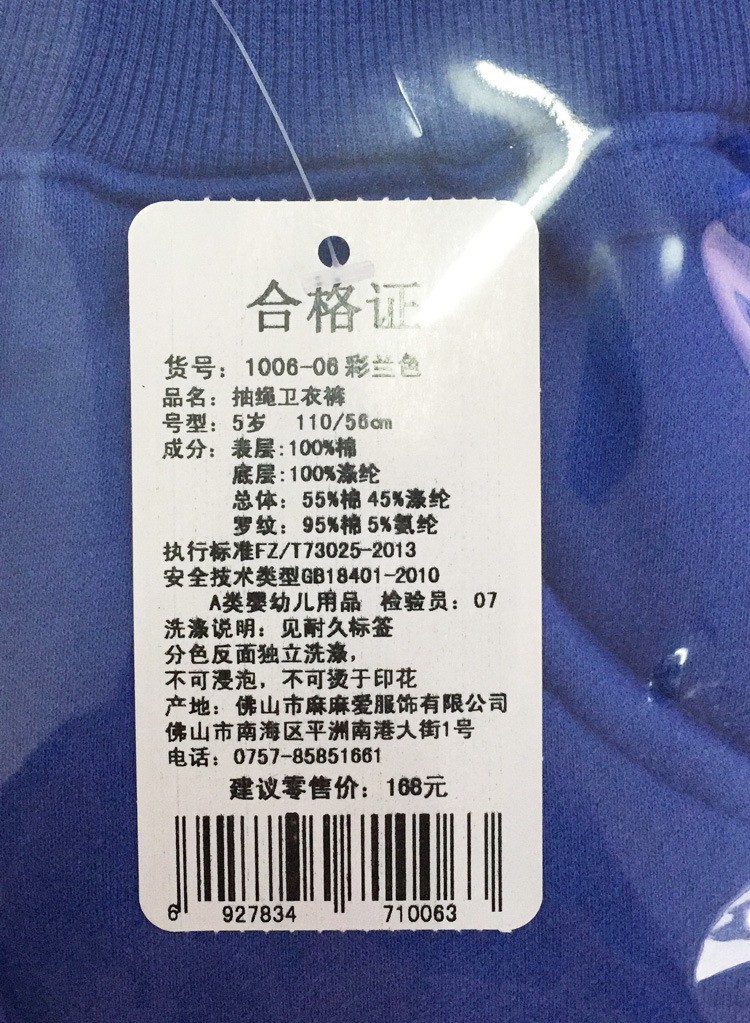 合格证
货号：1006-06彩兰色
品名：抽绳卫衣裤
号型：5岁 110/56cm
成分：表层:100%棉
底层:100%涤纶
总体：55%棉 45%涤纶
罗纹：95%棉 5%氨纶
执行标准FZ/T73025-2013
安全技术类型GB18401-2010
A类婴幼儿用品 检验员：07
洗涤说明：见耐久标签
分色反面独立洗涤，
不可浸泡，不可烫于印花
产地：佛山市麻麻爱服饰有限公司
佛山市南海区平洲南港大街1号
电话：0757-85851661
建议零售价：168元
6 927834 710063